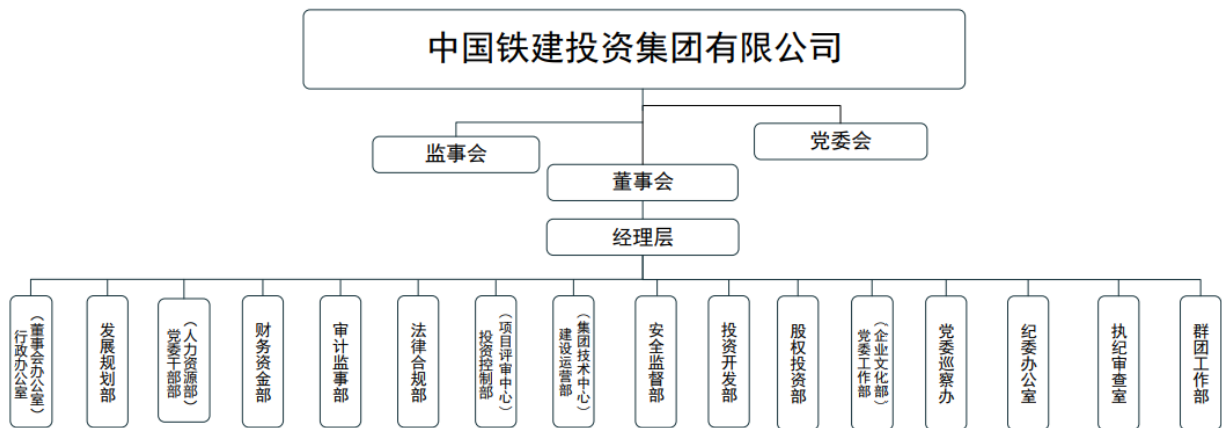 中国铁建投资集团有限公司
监事会
党委会
董事会
经理层
行政办公室
（董事会办公室）
发展规划部
党委干部部
（人力资源部）
财务资金部
审计监事部
法律合规部
投资控制部
（项目评审中心）
建设运营部
（集团技术中心）
安全监督部
投资开发部
股权投资部
党委工作部
（企业文化部）
党委巡察办
纪委办公室
执纪审查室
群团工作部